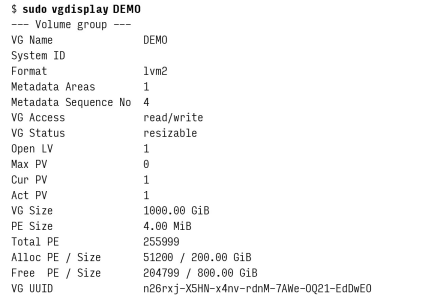 $ sudo vgdisplay DEMO
--- Volume group ---
VG Name DEMO
System ID
Format lvm2
Metadata Areas 1
Metadata Sequence No 4
VG Access read/write
VG Status resizable
Open LV 1
Max PV 0
Cur PV 1
Act PV 1
VG Size 1000.00 GiB
PE Size 4.00 MiB
Total PE 255999
Alloc PE / Size 51200 / 200.00 GiB
Free PE / Size 204799 / 800.00 GiB
VG UUID n26rxj-X5HN-x4nv-rdnM-7AWe-OQ21-EdDwEO